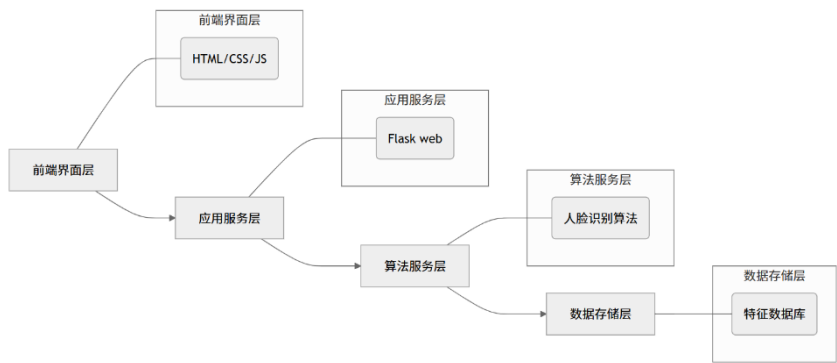 前端界面层
HTML/CSS/JS
应用服务层
Flask web
前端界面层
算法服务层
应用服务层
人脸识别算法
算法服务层
数据存储层
数据存储层
特征数据库